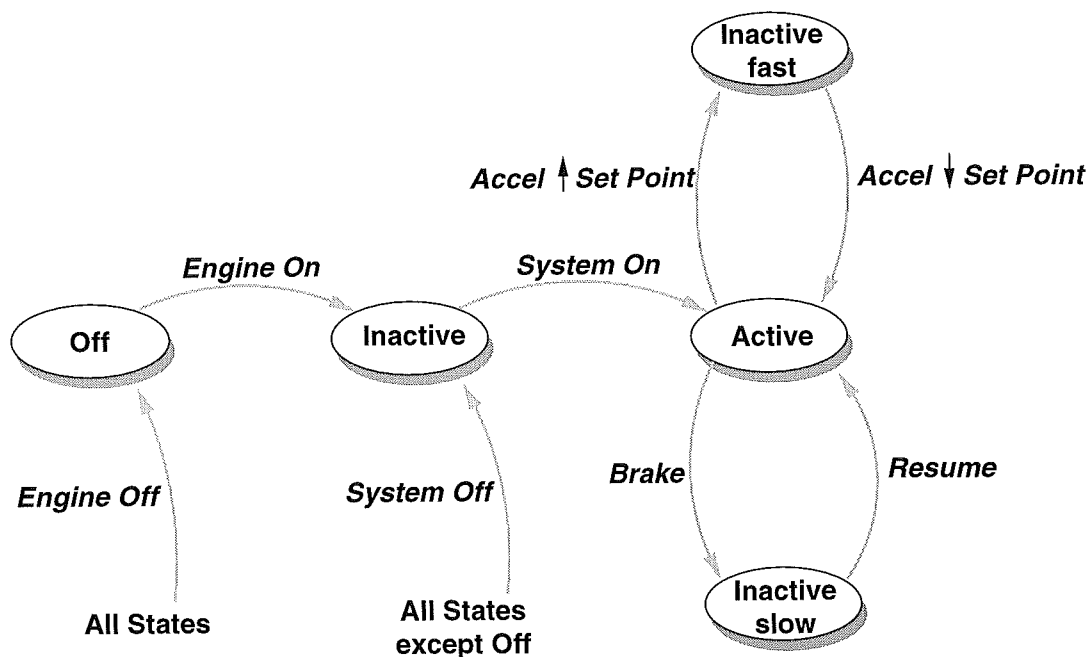 Inactive
fast
Accel ↑ Set Point
Accel ↓ Set Point
Engine On
System On
Off
Inactive
Active
Engine Off
System Off
Brake
Resume
All States
All States
except Off
Inactive
slow